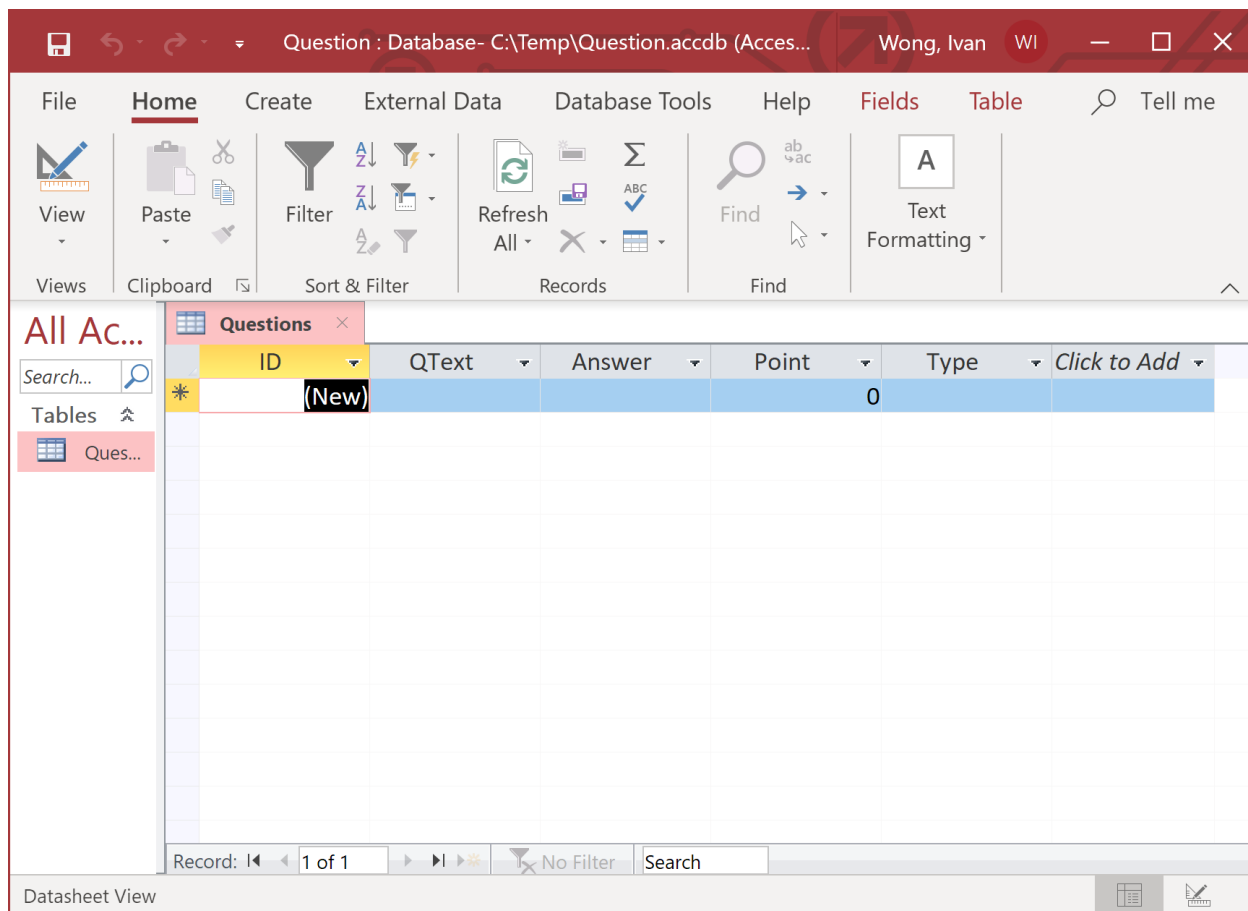 Question : Database- C:\Temp\Question.accdb (Acces... Wong, Ivan WI
File Home Create External Data Database Tools Help Fields Table Tell me
View
Paste
Filter
Refresh
All
ABC
Find
ab
ac
A
Text
Formatting
Views Clipboard Sort & Filter Records Find
All Ac...
Search...
Tables
Ques...
Questions
ID QText Answer Point Type Click to Add
(New) 0
Record: 1 of 1 No Filter Search
Datasheet View